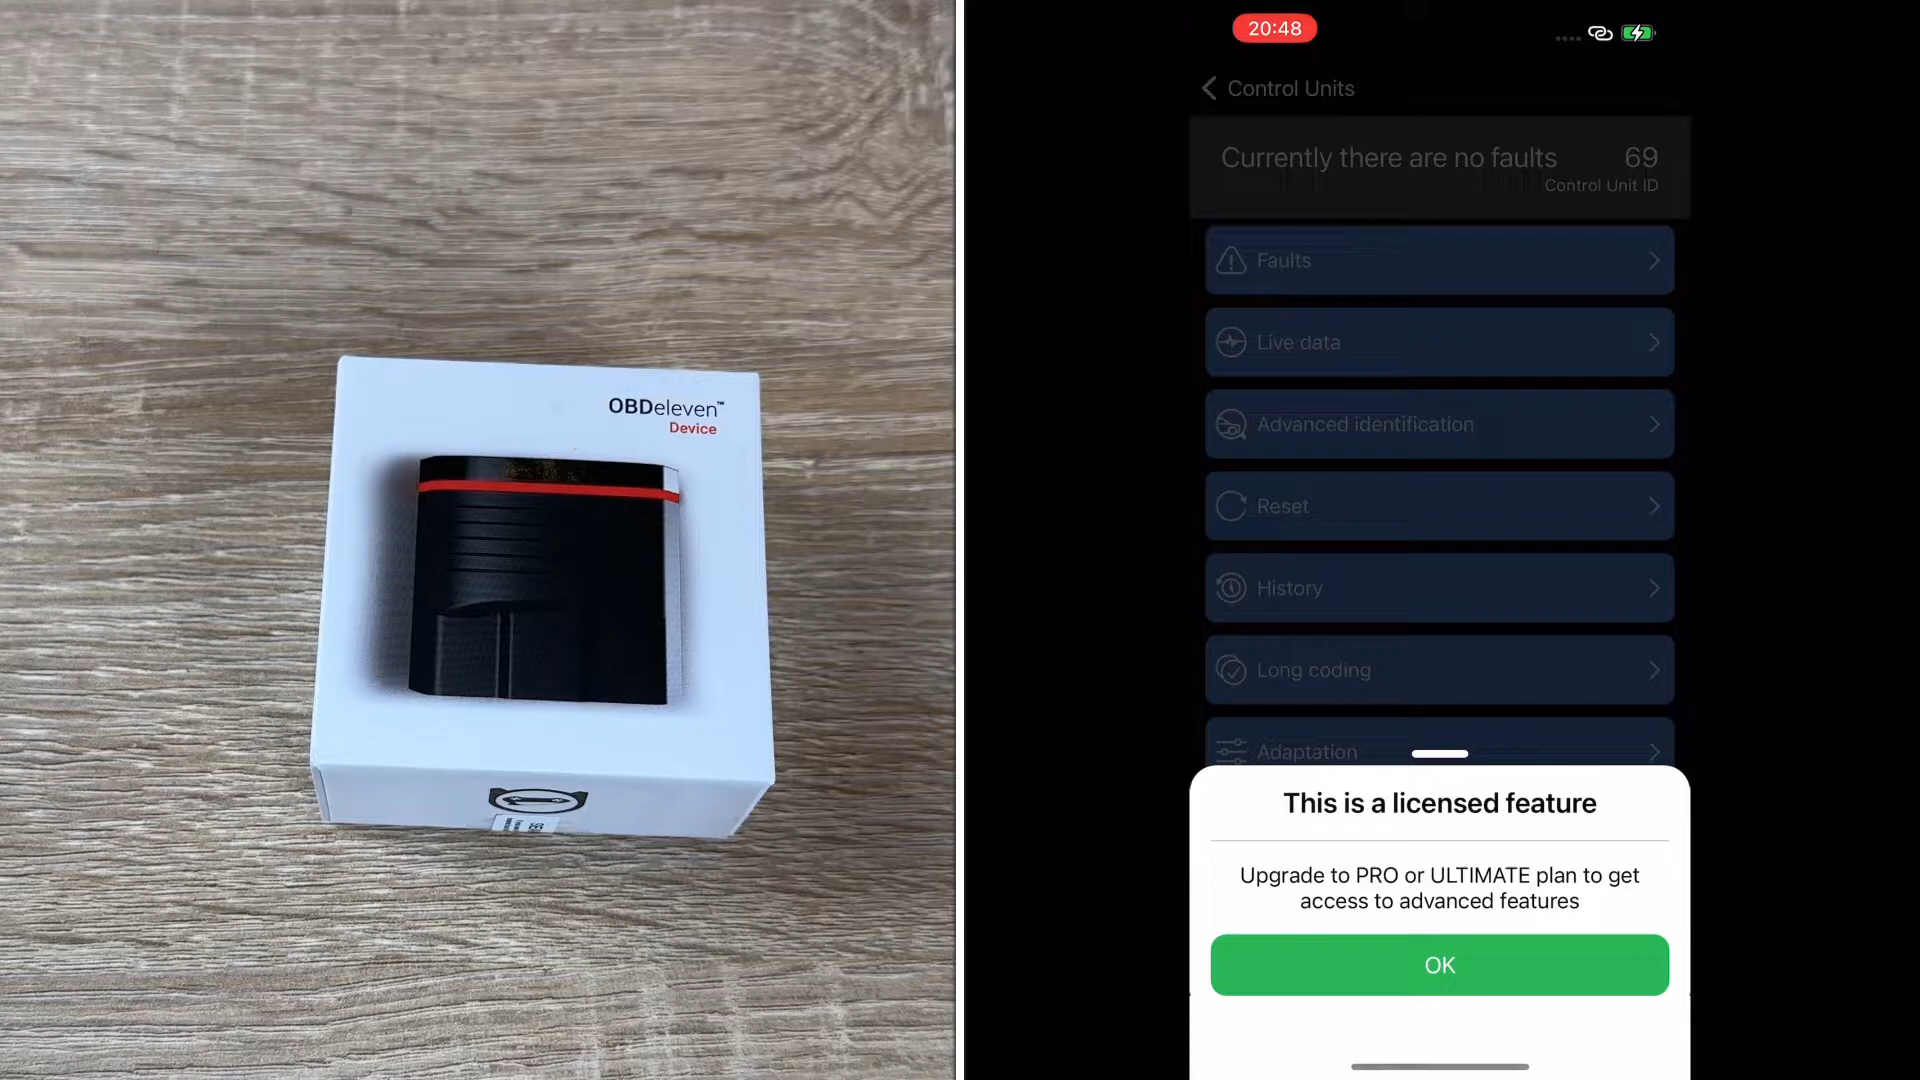 OBDeleven™
Device
20:48
Control Units
Currently there are no faults
69
Control Unit ID
Faults
Live data
Advanced identification
Reset
History
Long coding
Adaptation
This is a licensed feature
Upgrade to PRO or ULTIMATE plan to get
access to advanced features
OK